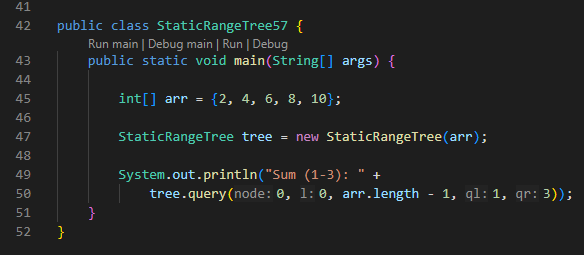 41
42 public class StaticRangeTree57 {
Run main | Debug main | Run | Debug
43 public static void main(String[] args) {
44
45 int[] arr = {2, 4, 6, 8, 10};
46
47 StaticRangeTree tree = new StaticRangeTree(arr);
48
49 System.out.println("Sum (1-3): " +
50 tree.query(node:0, l:0, arr.length - 1, ql:1, qr:3));
51 }
52 }